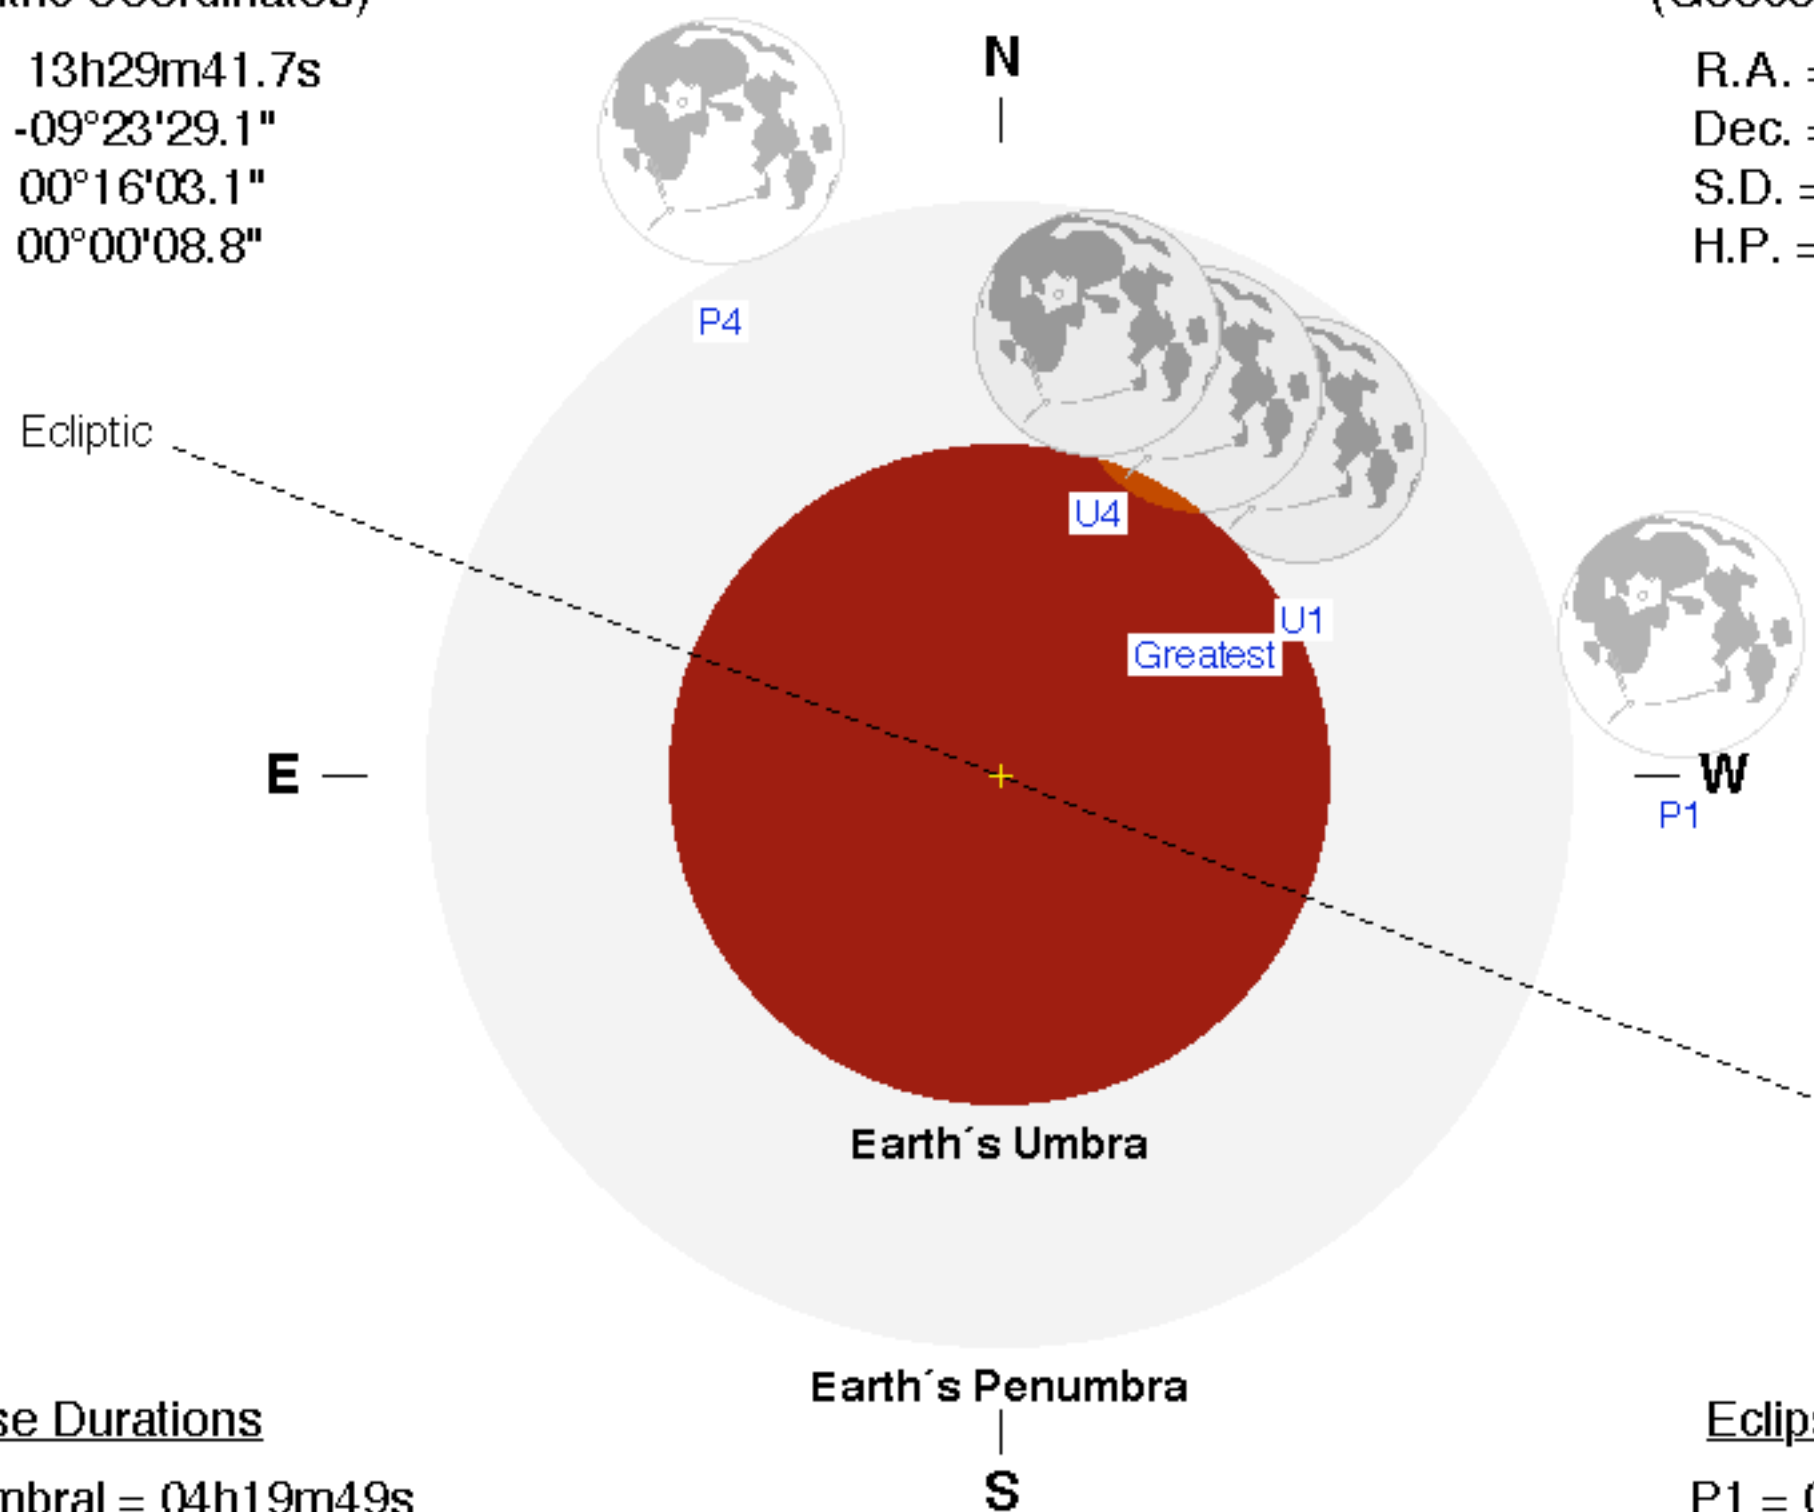 N
13h29m41.7s
R.A. =
-09°23'29.1"
Dec. =
00°16'03.1"
S.D. =
00°00'08.8"
H.P. =
P4
Ecliptic
U4
U1
Greatest
E
W
P1
Earth´s Umbra
Earth´s Penumbra
se Durations
Eclips
S
mbral = 04h19m49s
P1 =